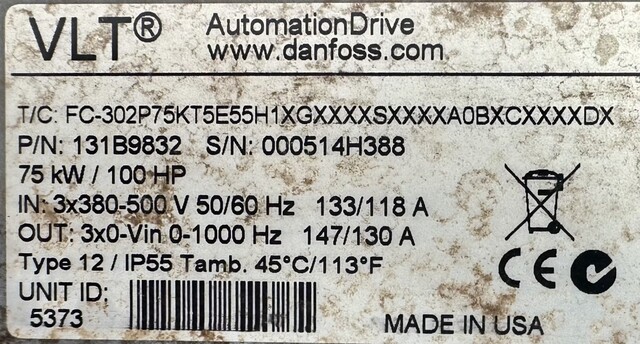 VLT® AutomationDrive
www.danfoss.com
T/C: FC-302P75KT5E55H1XGXXXXSXXXXA0BXCXXXXDX
P/N: 131B9832 S/N: 000514H388
75 kW / 100 HP
IN: 3x380-500 V 50/60 Hz 133/118 A
OUT: 3x0-Vin 0-1000 Hz 147/130 A
Type 12 / IP55 Tamb. 45°C/113°F
CE
UNIT ID:
5373
MADE IN USA